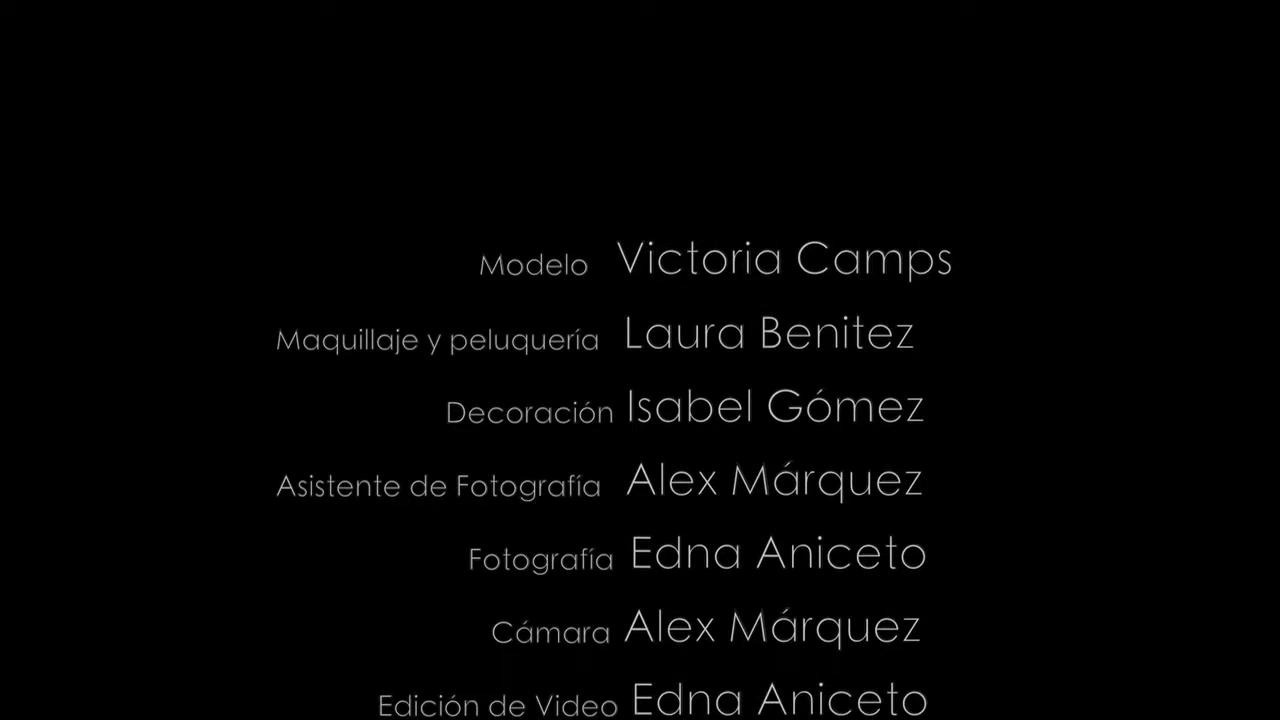 Modelo Victoria Camps
Maquillaje y peluquería Laura Benitez
Decoración Isabel Gómez
Asistente de Fotografía Alex Márquez
Fotografía Edna Aniceto
Cámara Alex Márquez
Edición de Video Edna Aniceto